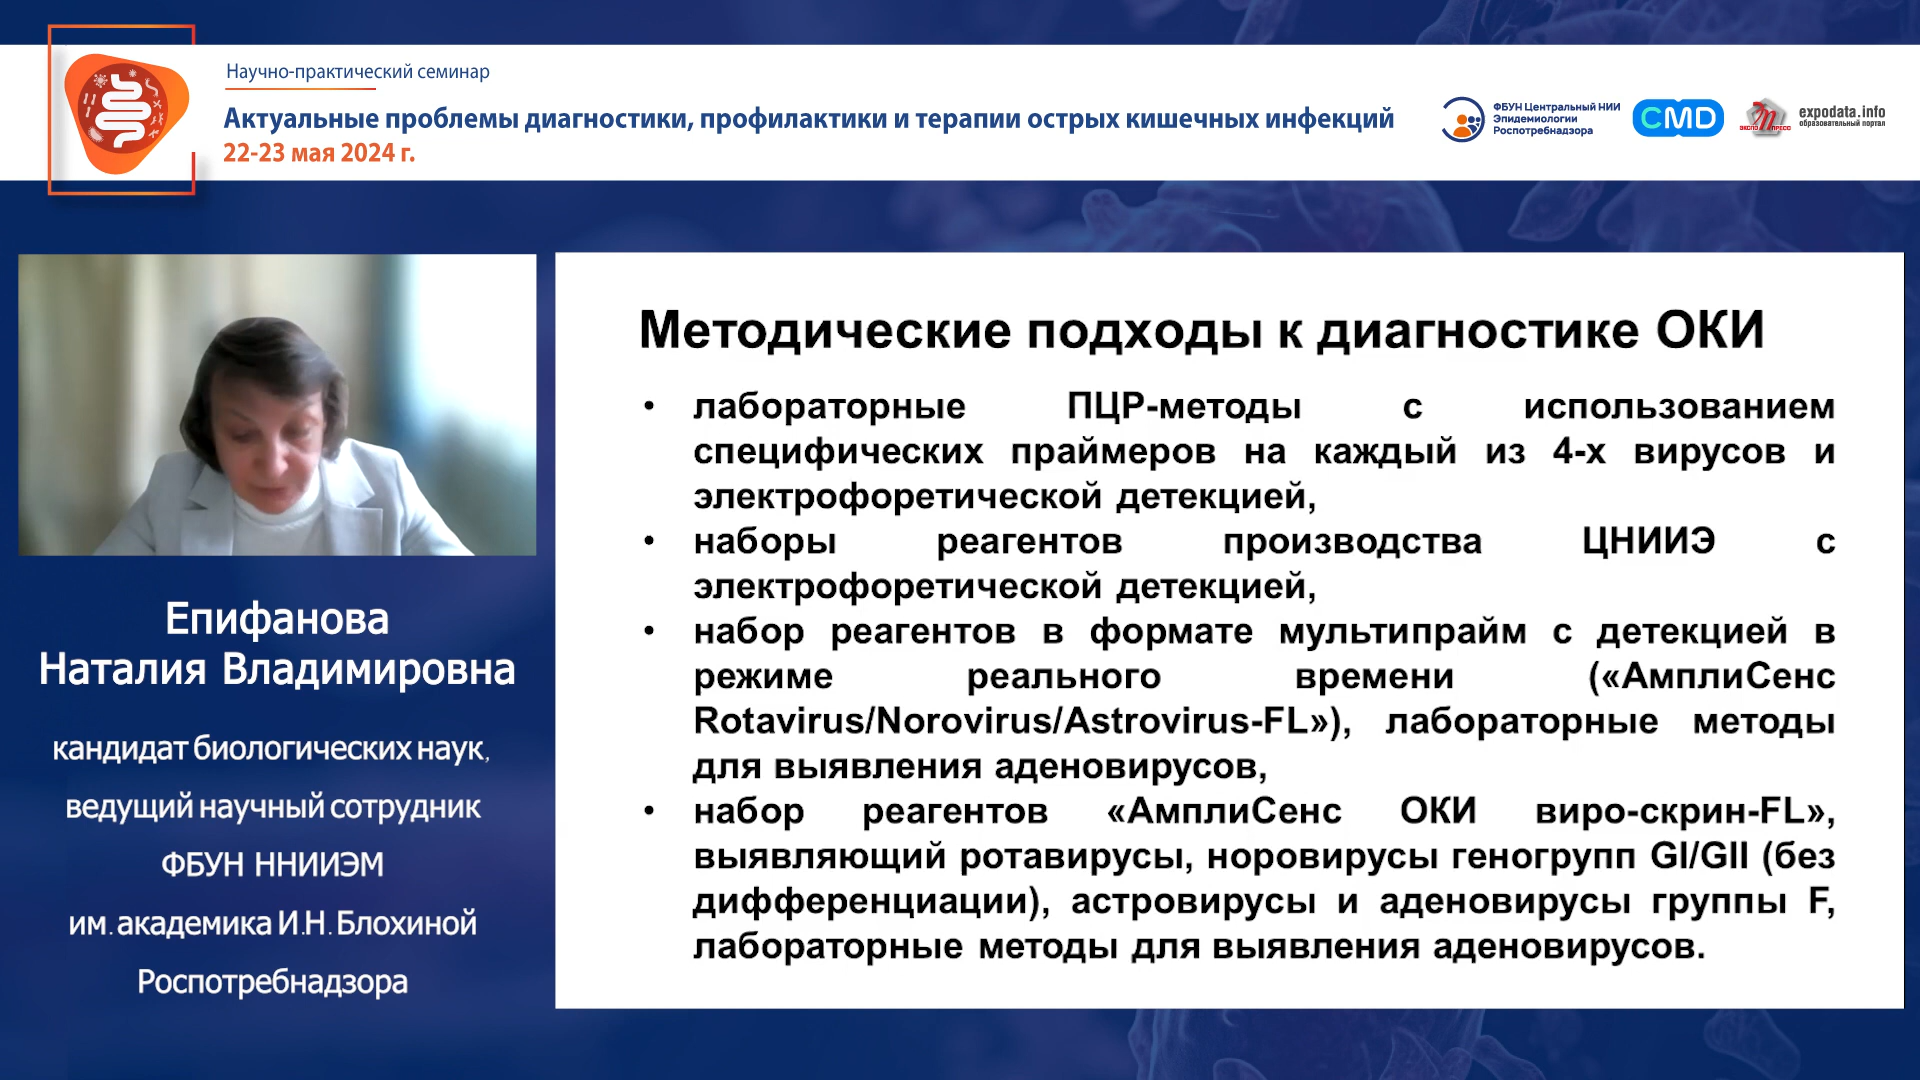 Научно-практический семинар
Актуальные проблемы диагностики, профилактики и терапии острых кишечных инфекций
22-23 мая 2024 г.
ФБУН Центральный НИИ
Эпидемиологии
Роспотребнадзора
CMD
ЭКСПО ПРЕСС
expodata.info
образовательный портал
Методические подходы к диагностике ОКИ
• лабораторные ПЦР-методы с использованием
специфических праймеров на каждый из 4-х вирусов и
электрофоретической детекцией,
• наборы реагентов производства ЦНИИЭ с
электрофоретической детекцией,
• набор реагентов в формате мультипрайм с детекцией в
режиме реального времени («АмплиСенс
Rotavirus/Norovirus/Astrovirus-FL»), лабораторные методы
для выявления аденовирусов,
• набор реагентов «АмплиСенс ОКИ виро-скрин-FL»,
выявляющий ротавирусы, норовирусы геногрупп GI/GII (без
дифференциации), астровирусы и аденовирусы группы F,
лабораторные методы для выявления аденовирусов.
Епифанова
Наталия Владимировна
кандидат биологических наук,
ведущий научный сотрудник
ФБУН ННИИЭМ
им. академика И.Н. Блохиной
Роспотребнадзора